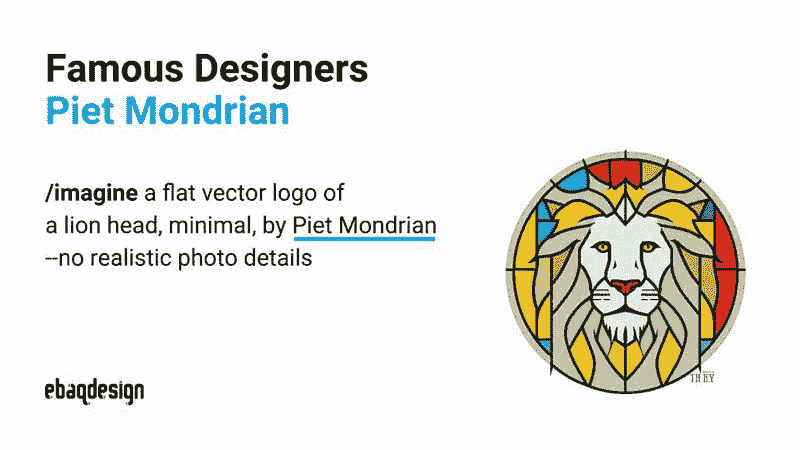 Famous Designers
Piet Mondrian
/imagine a flat vector logo of
a lion head, minimal, by Piet Mondrian
--no realistic photo details
ebaqdesign